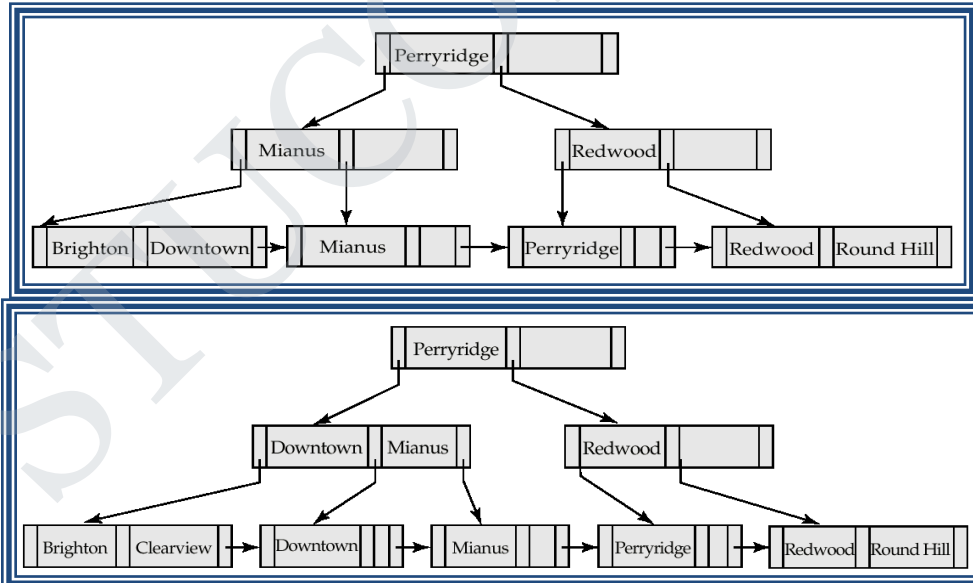 Perryridge
Mianus Redwood
Brighton Downtown Mianus Perryridge Redwood Round Hill
Perryridge
Downtown Mianus Redwood
Brighton Clearview Downtown Mianus Perryridge Redwood Round Hill
STUCO